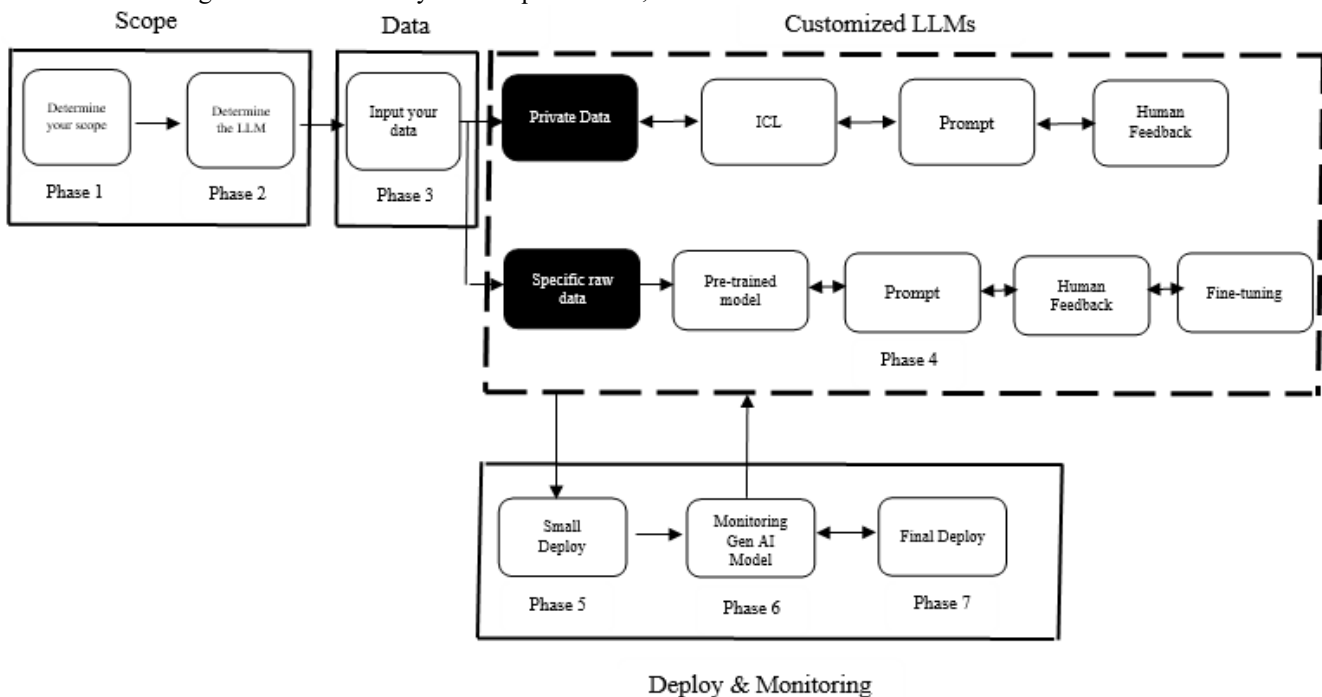 Scope
Data
Customized LLMs
Determine
your scope
Determine
the LLM
Input your
data
Private Data
ICL
Prompt
Human
Feedback
Phase 1
Phase 2
Phase 3
Specific raw
data
Pre-trained
model
Prompt
Human
Feedback
Fine-tuning
Phase 4
Small
Deploy
Monitoring
Gen AI
Model
Final Deploy
Phase 5
Phase 6
Phase 7
Deploy & Monitoring